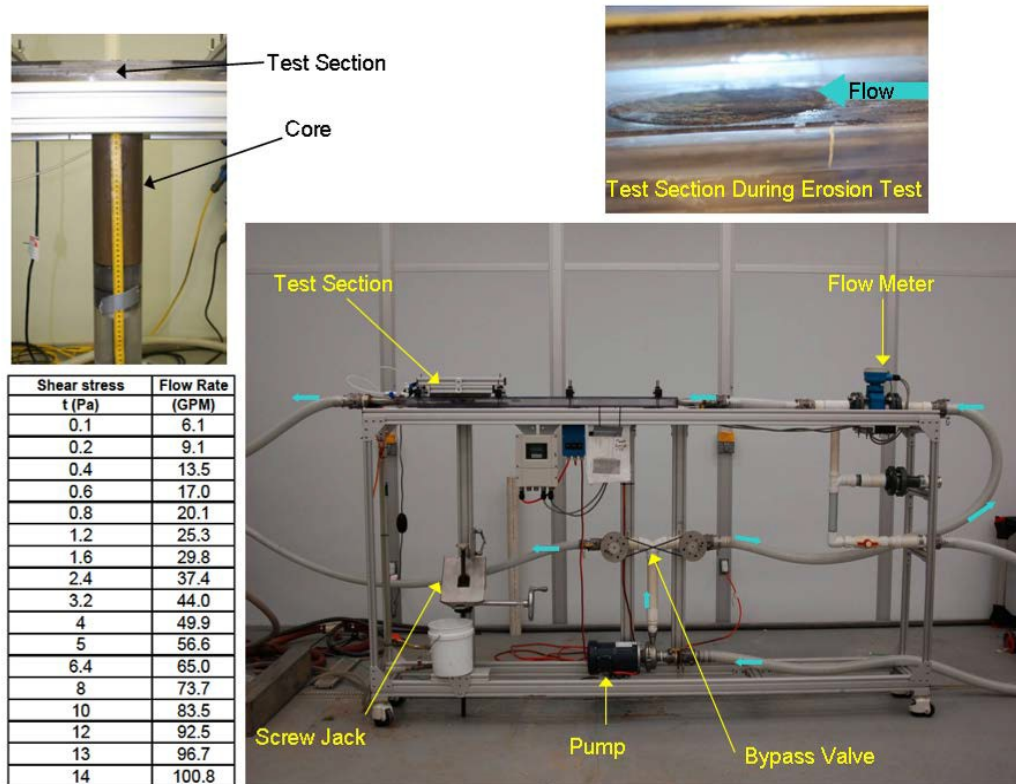 Test Section
Core
Flow
Test Section During Erosion Test
Test Section
Flow Meter
Screw Jack
Pump
Bypass Valve
Shear stress Flow Rate
t (Pa) (GPM)
0.1 6.1
0.2 9.1
0.4 13.5
0.6 17.0
0.8 20.1
1.2 25.3
1.6 29.8
2.4 37.4
3.2 44.0
4 49.9
5 56.6
6.4 65.0
8 73.7
10 83.5
12 92.5
13 96.7
14 100.8